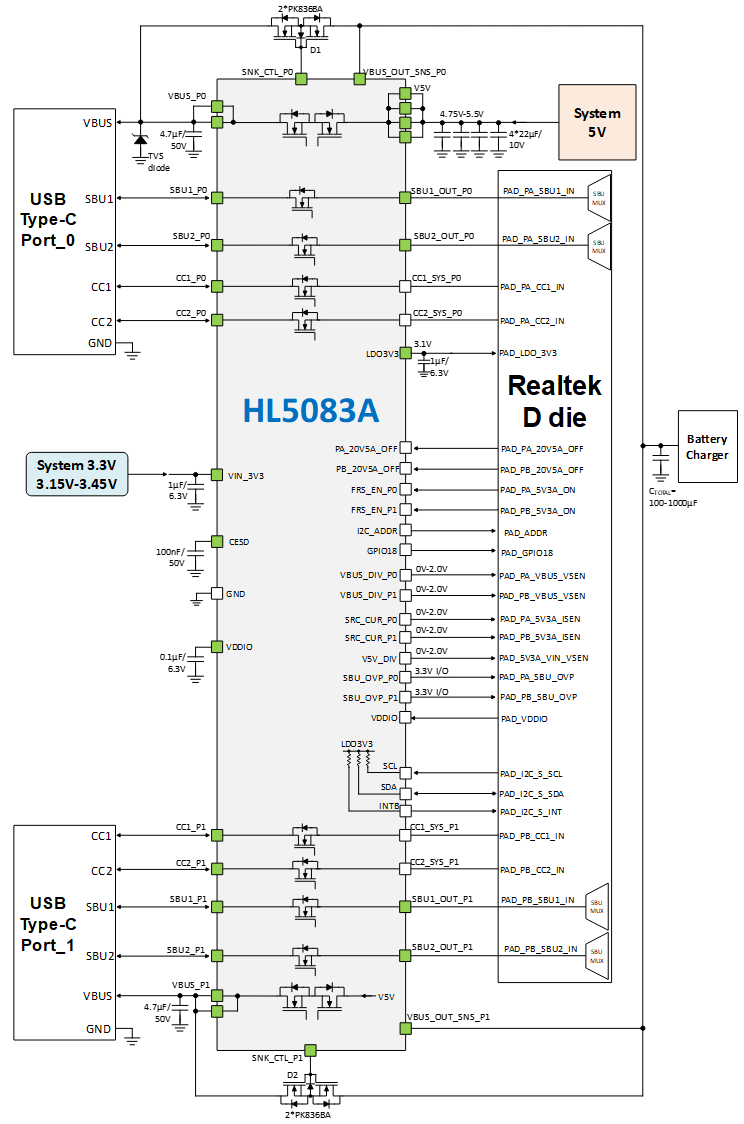 2*PK836BA
D1
SNK_CTL_P0
VBUS_OUT_SNS_P0
VBUS_P0
V5V
VBUS
4.7µF/
50V
TVS
diode
4.75V-5.5V
4*22µF/
10V
System
5V
USB
Type-C
Port_0
SBU1
SBU1_P0
SBU1_OUT_P0
PAD_PA_SBU1_IN
SBU
MUX
SBU2
SBU2_P0
SBU2_OUT_P0
PAD_PA_SBU2_IN
SBU
MUX
CC1
CC1_P0
CC1_SYS_P0
PAD_PA_CC1_IN
CC2
CC2_P0
CC2_SYS_P0
PAD_PA_CC2_IN
GND
LDO3V3
3.1V
1µF/
6.3V
PAD_LDO_3V3
HL5083A
Realtek
D die
Battery
Charger
CTOTAL=
100-1000µF
PA_20V5A_OFF
PAD_PA_20V5A_OFF
PB_20V5A_OFF
PAD_PB_20V5A_OFF
System 3.3V
3.15V-3.45V
VIN_3V3
1µF/
6.3V
FRS_EN_P0
PAD_PA_5V3A_ON
FRS_EN_P1
PAD_PB_5V3A_ON
I2C_ADDR
PAD_ADDR
CESD
100nF/
50V
GPIO18
PAD_GPIO18
VBUS_DIV_P0
0V-2.0V
PAD_PA_VBUS_VSEN
GND
VBUS_DIV_P1
0V-2.0V
PAD_PB_VBUS_VSEN
SRC_CUR_P0
0V-2.0V
PAD_PA_5V3A_ISEN
SRC_CUR_P1
0V-2.0V
PAD_PB_5V3A_ISEN
VDDIO
0.1µF/
6.3V
V5V_DIV
0V-2.0V
PAD_5V3A_VIN_VSEN
SBU_OVP_P0
3.3V I/O
PAD_PA_SBU_OVP
SBU_OVP_P1
3.3V I/O
PAD_PB_SBU_OVP
VDDIO
PAD_VDDIO
LDO3V3
SCL
PAD_I2C_S_SCL
SDA
PAD_I2C_S_SDA
INTB
PAD_I2C_S_INT
USB
Type-C
Port_1
CC1
CC1_P1
CC1_SYS_P1
PAD_PB_CC1_IN
CC2
CC2_P1
CC2_SYS_P1
PAD_PB_CC2_IN
SBU1
SBU1_P1
SBU1_OUT_P1
PAD_PB_SBU1_IN
SBU
MUX
SBU2
SBU2_P1
SBU2_OUT_P1
PAD_PB_SBU2_IN
SBU
MUX
VBUS
VBUS_P1
4.7µF/
50V
V5V
GND
VBUS_OUT_SNS_P1
SNK_CTL_P1
D2
2*PK836BA